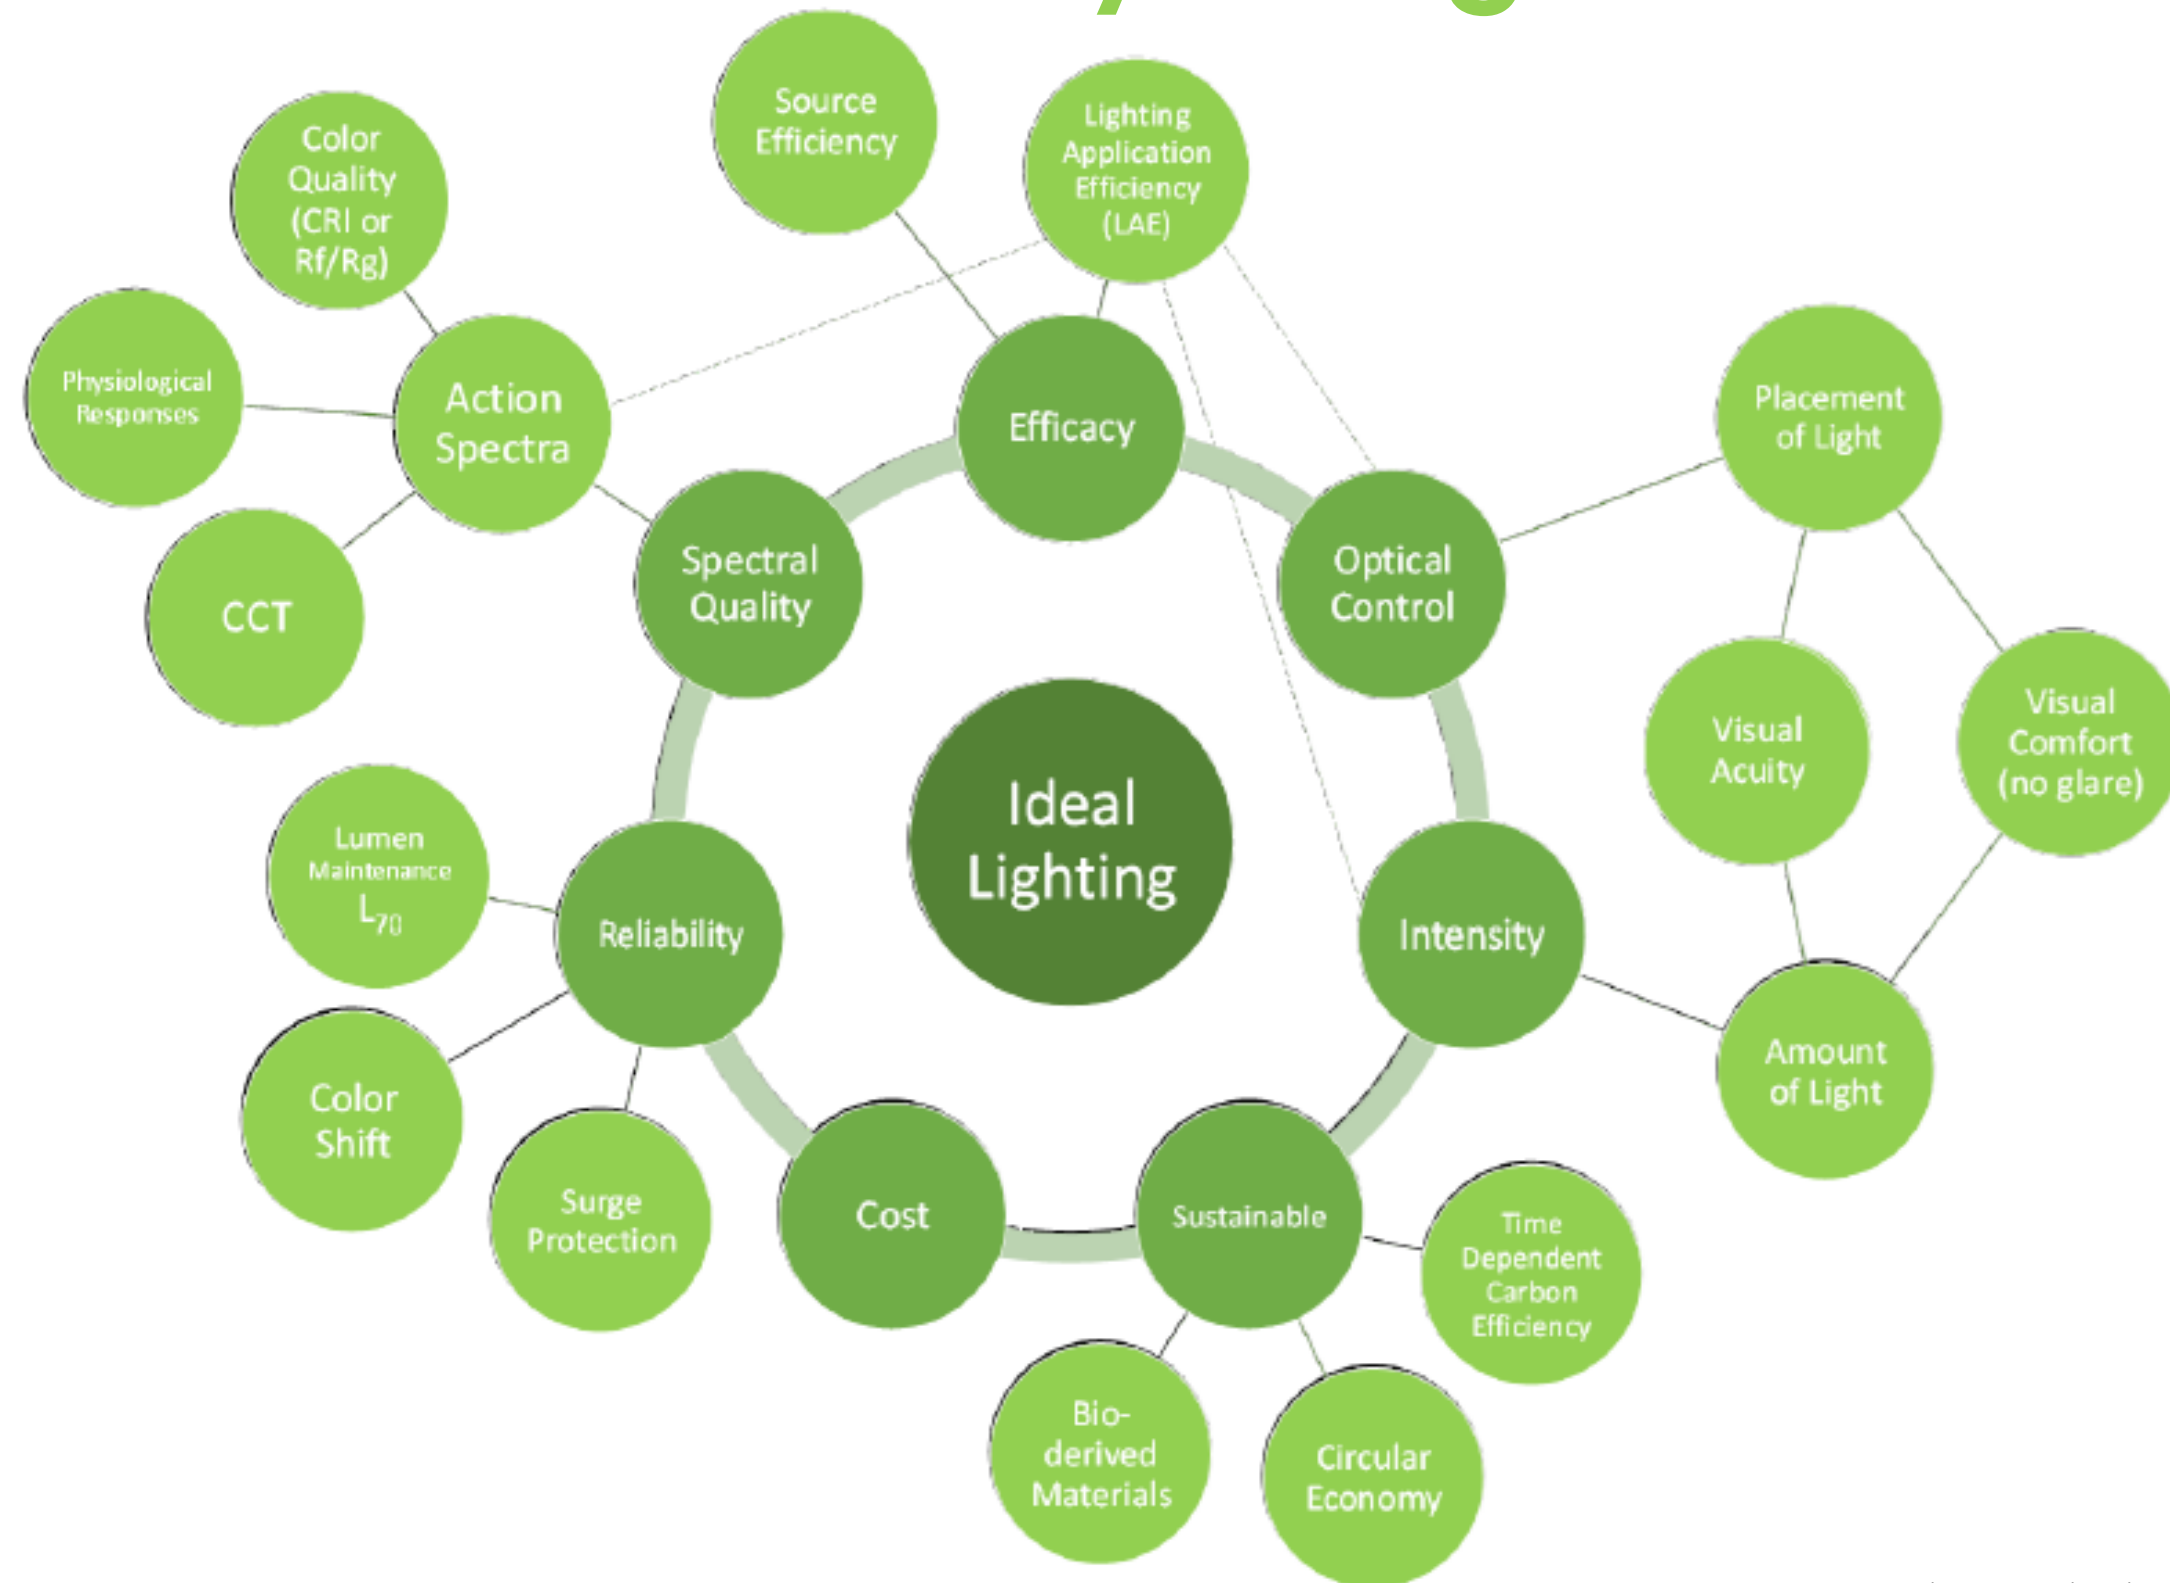 Source
Efficiency
Lighting
Application
Efficiency
(LAE)
Color
Quality
(CRI or
Rf/Rg)
Physiological
Responses
Action
Spectra
CCT
Efficacy
Spectral
Quality
Optical
Control
Placement
of Light
Visual
Acuity
Visual
Comfort
(no glare)
Ideal
Lighting
Lumen
Maintenance
L70
Reliability
Intensity
Amount
of Light
Color
Shift
Surge
Protection
Cost
Sustainable
Time
Dependent
Carbon
Efficiency
Bio-
derived
Materials
Circular
Economy